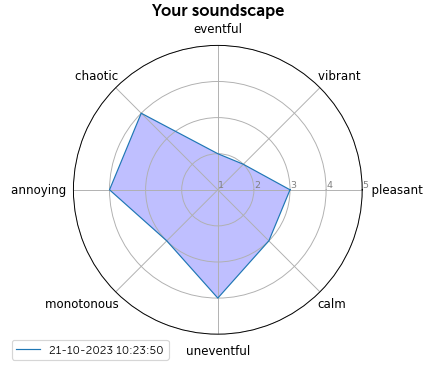 Your soundscape
eventful
chaotic
vibrant
annoying
1 2 3 4 5
pleasant
monotonous
calm
uneventful
21-10-2023 10:23:50